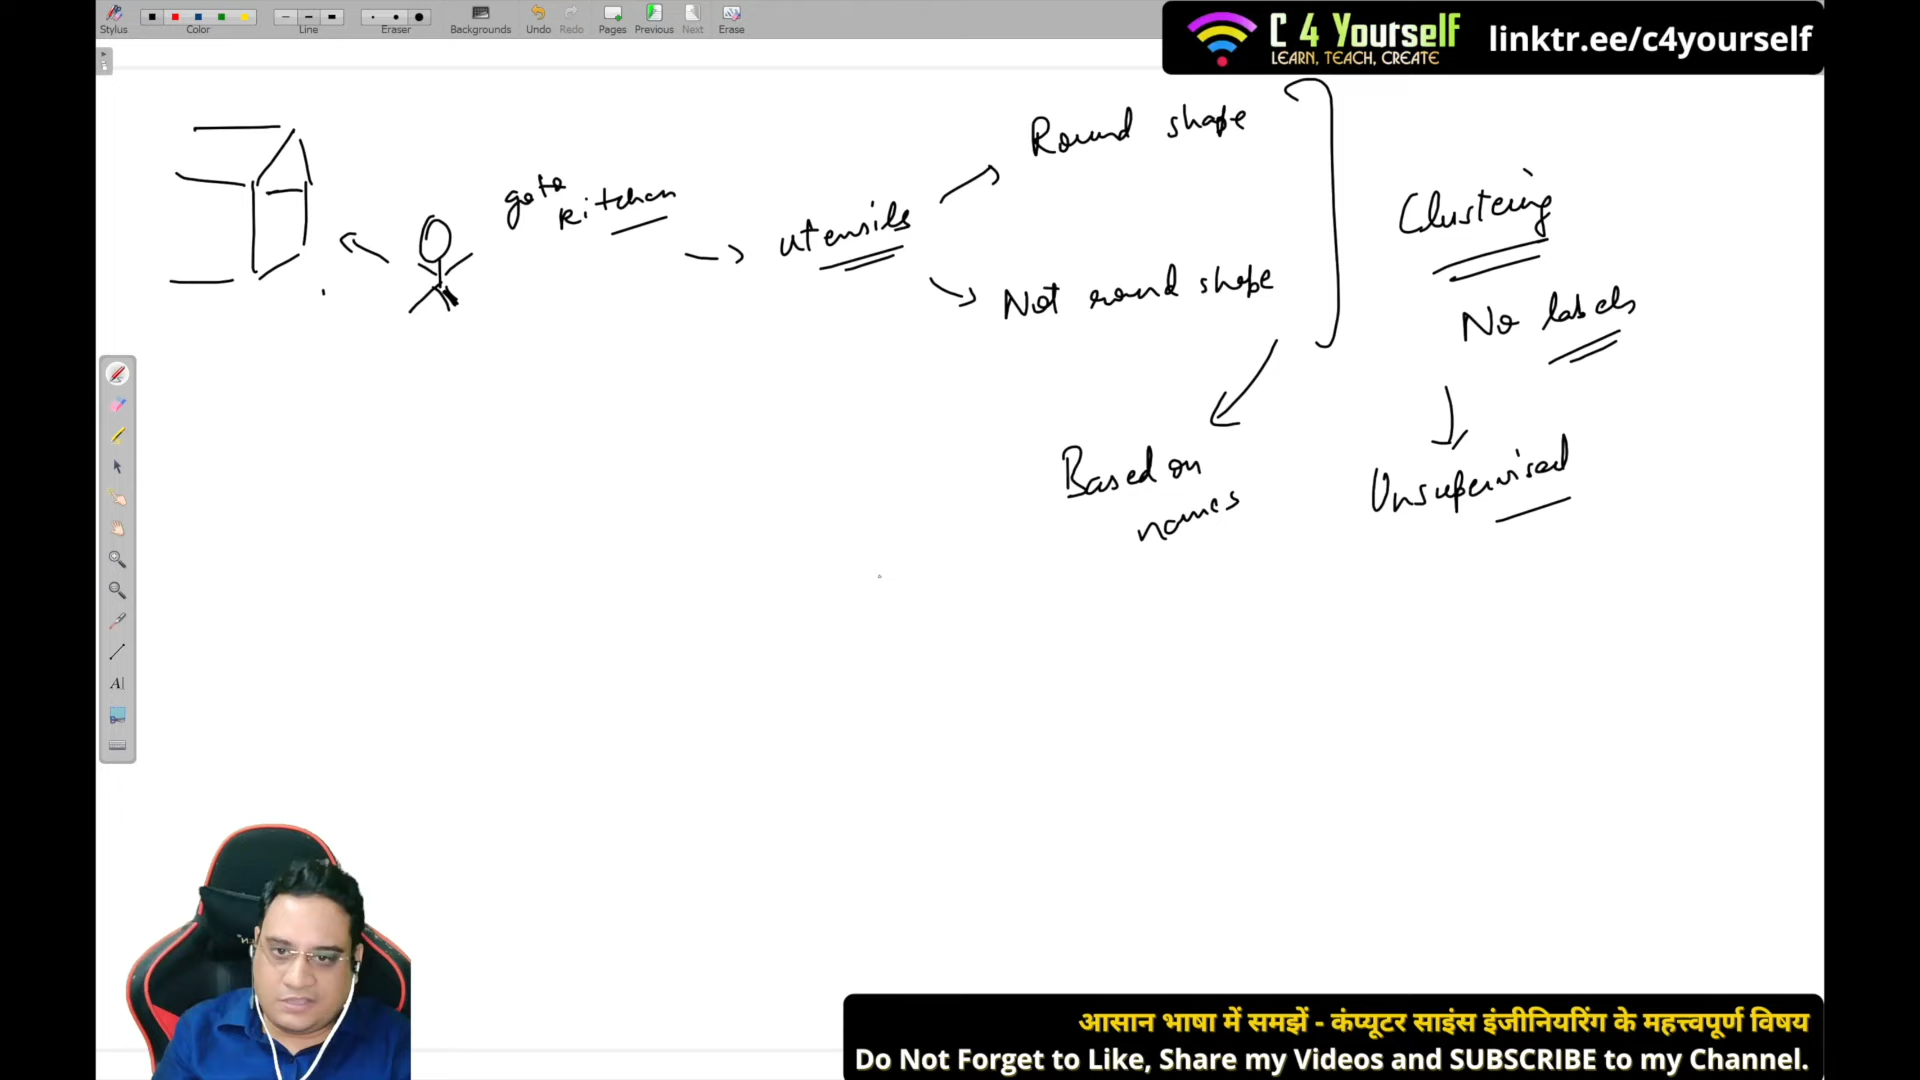 Stylus
Color
Line
Eraser
Backgrounds
Undo
Redo
Pages
Previous
Next
Erase
C 4 Yourself
LEARN, TEACH, CREATE
linktr.ee/c4yourself
go to
kitchen
utensils
Round shape
Not round shape
Clustering
No labels
Based on
names
Unsupervised
आसान भाषा में समझें - कंप्यूटर साइंस इंजीनियरिंग के महत्त्वपूर्ण विषय
Do Not Forget to Like, Share my Videos and SUBSCRIBE to my Channel.